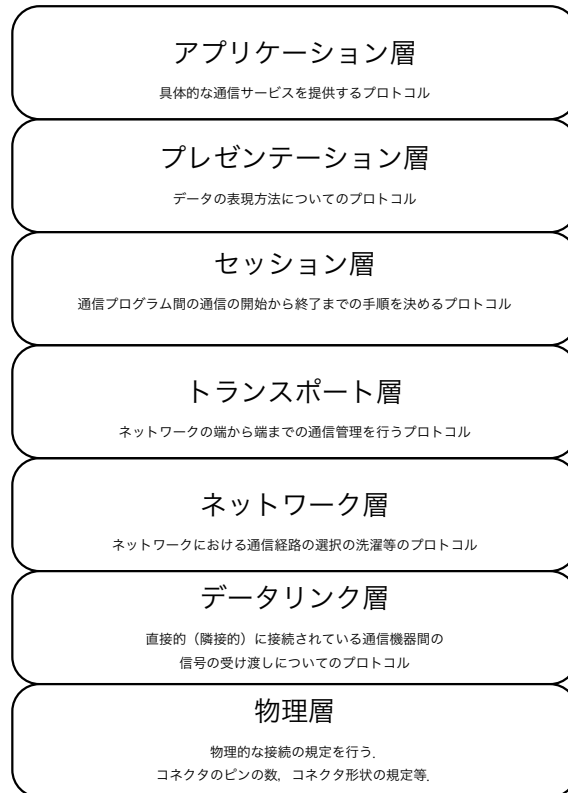 アプリケーション層
具体的な通信サービスを提供するプロトコル
プレゼンテーション層
データの表現方法についてのプロトコル
セッション層
通信プログラム間の通信の開始から終了までの手順を決めるプロトコル
トランスポート層
ネットワークの端から端までの通信管理を行うプロトコル
ネットワーク層
ネットワークにおける通信経路の選択の洗濯等のプロトコル
データリンク層
直接的（隣接的）に接続されている通信機器間の
信号の受け渡しについてのプロトコル
物理層
物理的な接続の規定を行う．
コネクタのピンの数，コネクタ形状の規定等．